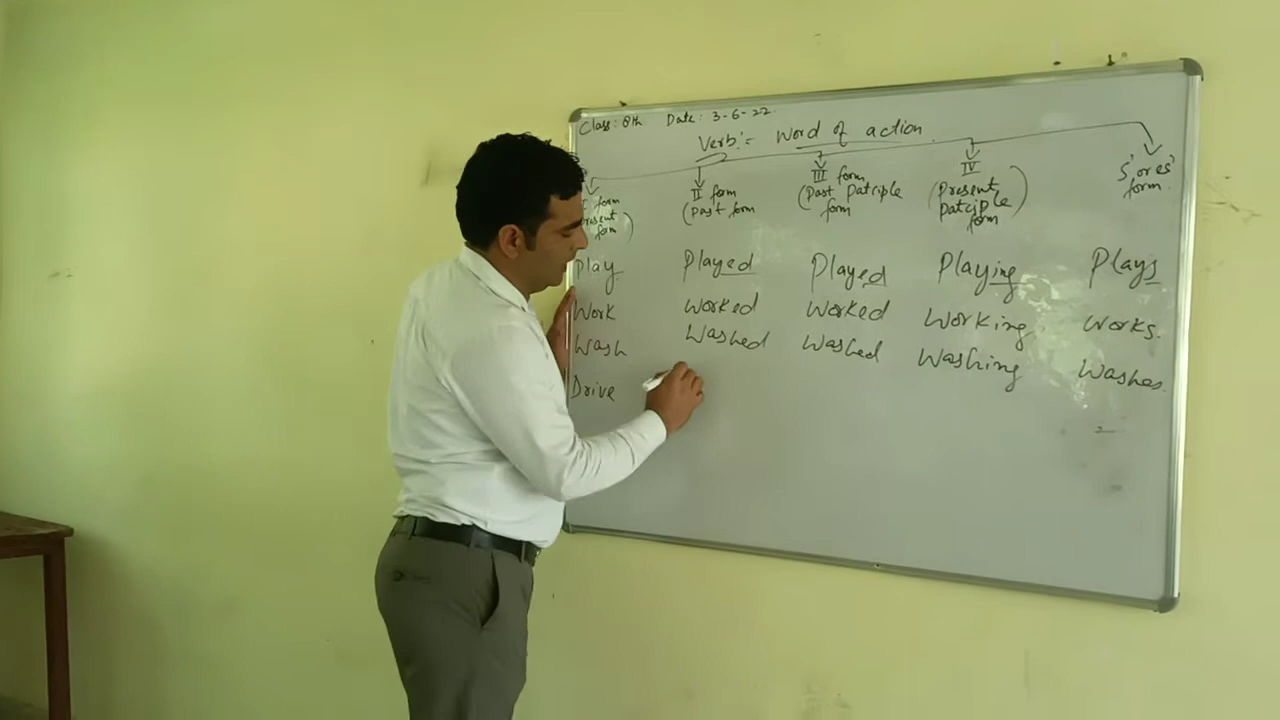 Class: 8th Date: 3-6-22.
Verb:= Word of action
form
form)
II form
(Past form
III form
(Past Patciple
form
IV
(Present
Patciple
form)
s' or es'
form.
Play Played Played Playing Plays
Work Worked Worked Working. Works.
Wash Washed Washed Washing Washes.
Drive